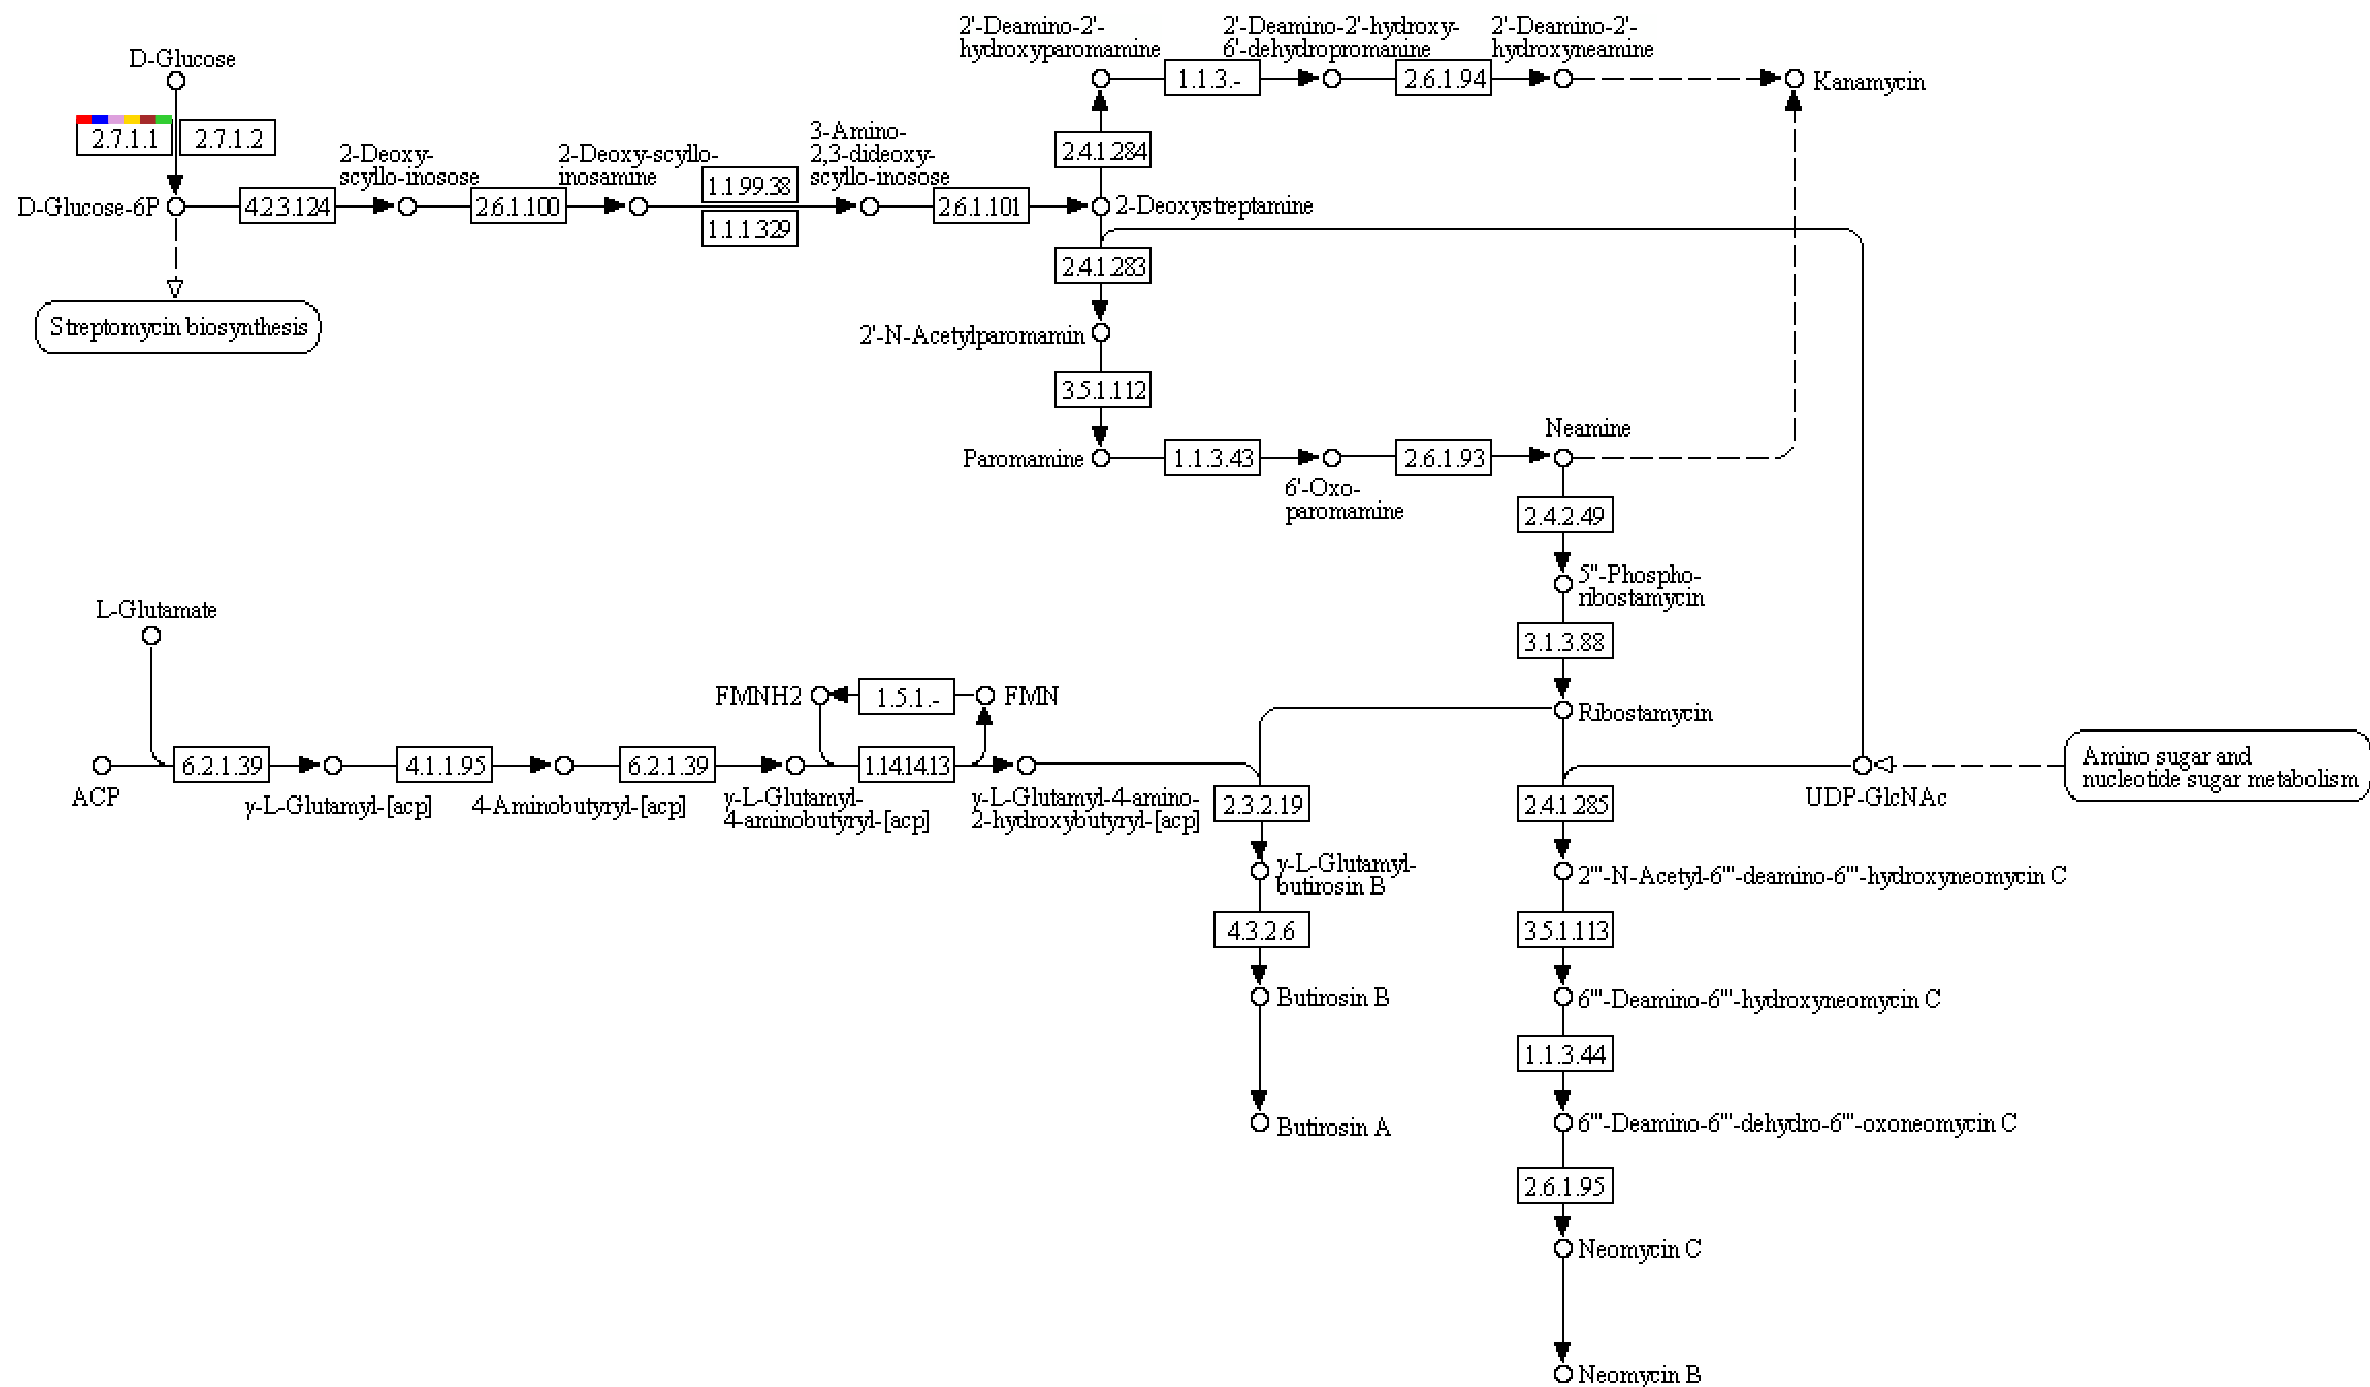 D-Glucose
2.7.1.1
2.7.1.2
D-Glucose-6P
Streptomycin biosynthesis
4.2.3.124
2-Deoxy-
scyllo-inosose
2.6.1.100
2-Deoxy-scyllo-
inosamine
1.1.99.38
1.1.1.329
3-Amino-
2,3-dideoxy-
scyllo-inosose
2.6.1.101
2-Deoxystreptamine
2.4.1.284
2'-Deamino-2'-
hydroxyparomamine
1.1.3.-
2'-Deamino-2'-hydroxy-
6'-dehydropromanine
2.6.1.94
2'-Deamino-2'-
hydroxyneamine
Kanamycin
2.4.1.283
2'-N-Acetylparomamin
3.5.1.112
Paromamine
1.1.3.43
6'-Oxo-
paromamine
2.6.1.93
Neamine
2.4.2.49
5''-Phospho-
ribostamycin
3.1.3.88
Ribostamycin
L-Glutamate
ACP
6.2.1.39
γ-L-Glutamyl-[acp]
4.1.1.95
4-Aminobutyryl-[acp]
6.2.1.39
γ-L-Glutamyl-
4-aminobutyryl-[acp]
FMNH2
1.5.1.-
FMN
1.14.14.13
γ-L-Glutamyl-4-amino-
2-hydroxybutyryl-[acp]
2.3.2.19
γ-L-Glutamyl-
butirosin B
4.3.2.6
Butirosin B
Butirosin A
2.4.1.285
UDP-GlcNAc
Amino sugar and
nucleotide sugar metabolism
2'''-N-Acetyl-6'''-deamino-6'''-hydroxyneomycin C
3.5.1.113
6'''-Deamino-6'''-hydroxyneomycin C
1.1.3.44
6'''-Deamino-6'''-dehydro-6'''-oxoneomycin C
2.6.1.95
Neomycin C
Neomycin B